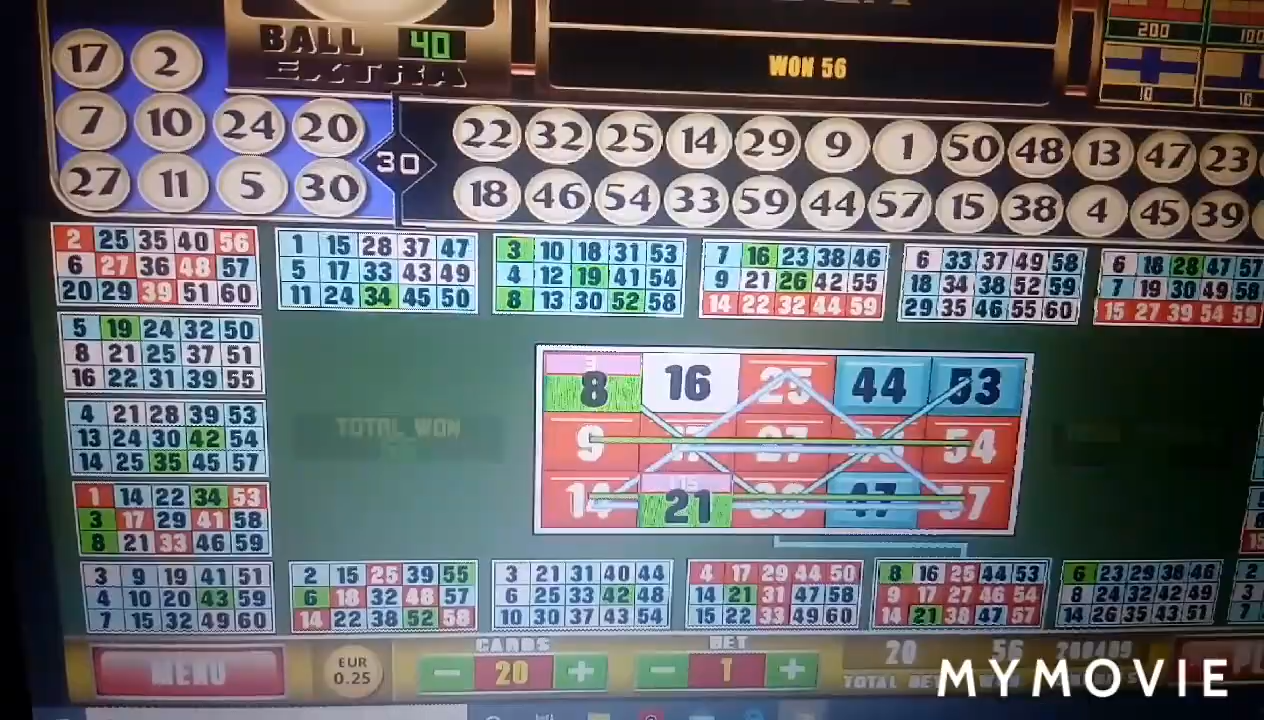 BALL 40
EXTRA
WON 56
200
10
17 2
7 10 24 20
27 11 5 30
30
22 32 25 14 29 9 1 50 48 13 47 23
18 46 54 33 59 44 57 15 38 4 45 39
2 25 35 40 56
6 27 36 48 57
20 29 39 51 60
1 15 28 37 47
5 17 33 43 49
11 24 34 45 50
3 10 18 31 53
4 12 19 41 54
8 13 30 52 58
7 16 23 38 46
9 21 26 42 55
14 22 32 44 59
6 33 37 49 58
18 34 38 52 59
29 35 46 55 60
6 18 28 47 57
7 19 30 49 58
15 27 39 54 59
5 19 24 32 50
8 21 25 37 51
16 22 31 39 55
4 21 28 39 53
13 24 30 42 54
14 25 35 45 57
1 14 22 34 53
3 17 29 41 58
8 21 33 46 59
TOTAL WON
3
8 16 25 44 53
9 17 27 46 54
14 21 38 47 57
3 9 19 41 51
4 10 20 43 59
7 15 32 49 60
2 15 25 39 55
6 18 32 48 57
14 22 38 52 58
3 21 31 40 44
6 25 33 42 48
10 30 37 43 54
4 17 29 44 50
14 21 31 47 58
15 22 33 49 60
8 16 25 44 53
9 17 27 46 54
14 21 38 47 57
6 23 29 38 46
8 24 32 42 49
14 26 35 43 51
MENU
EUR
0.25
CARDS
- 20 +
BET
- 1 +
20 56
TOTAL BET
MYMOVIE